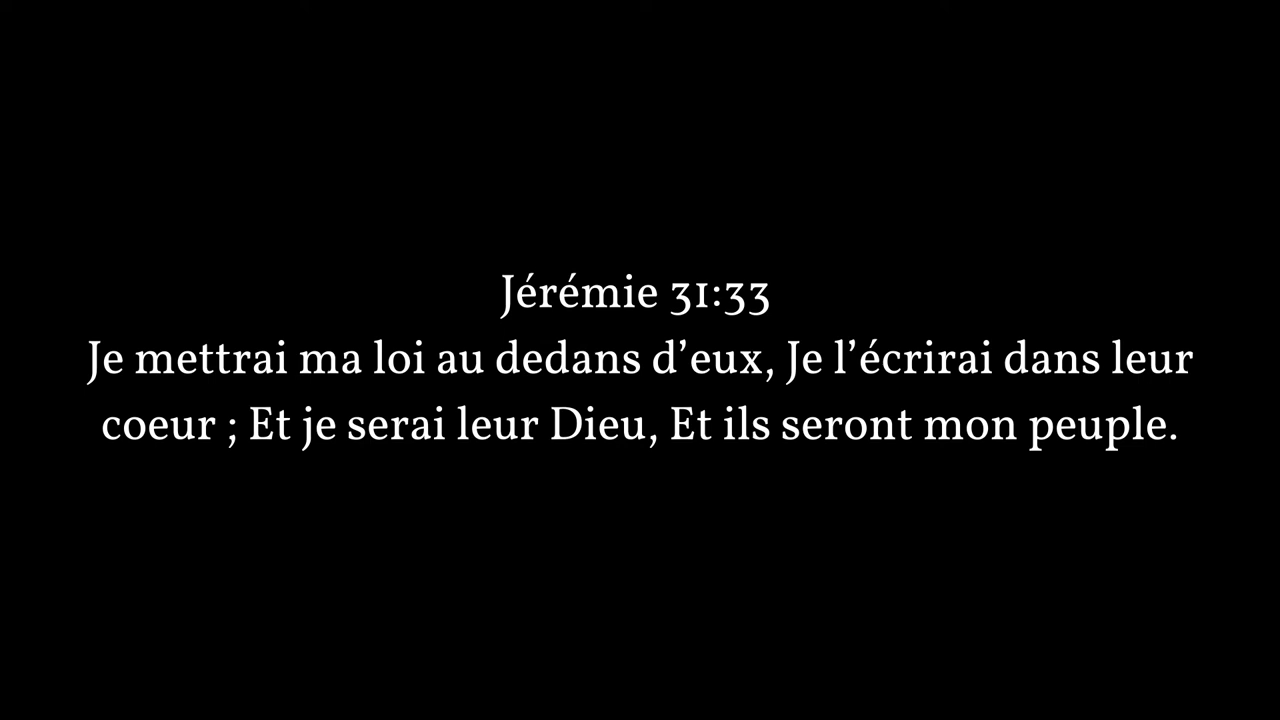 Jérémie 31:33
Je mettrai ma loi au dedans d’eux, Je l’écrirai dans leur
coeur ; Et je serai leur Dieu, Et ils seront mon peuple.